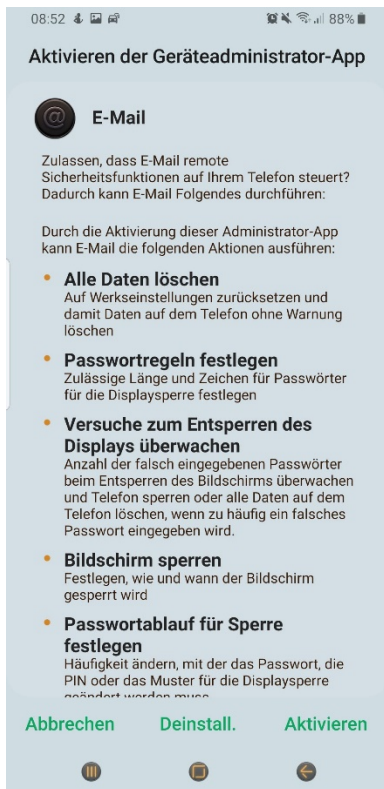 08:52 88%
Aktivieren der Geräteadministrator-App
@ E-Mail
Zulassen, dass E-Mail remote
Sicherheitsfunktionen auf Ihrem Telefon steuert?
Dadurch kann E-Mail Folgendes durchführen:
Durch die Aktivierung dieser Administrator-App
kann E-Mail die folgenden Aktionen ausführen:
• Alle Daten löschen
Auf Werkseinstellungen zurücksetzen und
damit Daten auf dem Telefon ohne Warnung
löschen
• Passwortregeln festlegen
Zulässige Länge und Zeichen für Passwörter
für die Displaysperre festlegen
• Versuche zum Entsperren des
Displays überwachen
Anzahl der falsch eingegebenen Passwörter
beim Entsperren des Bildschirms überwachen
und Telefon sperren oder alle Daten auf dem
Telefon löschen, wenn zu häufig ein falsches
Passwort eingegeben wird.
• Bildschirm sperren
Festlegen, wie und wann der Bildschirm
gesperrt wird
• Passwortablauf für Sperre
festlegen
Häufigkeit ändern, mit der das Passwort, die
PIN oder das Muster für die Displaysperre
geändert werden muss
Abbrechen Deinstall. Aktivieren